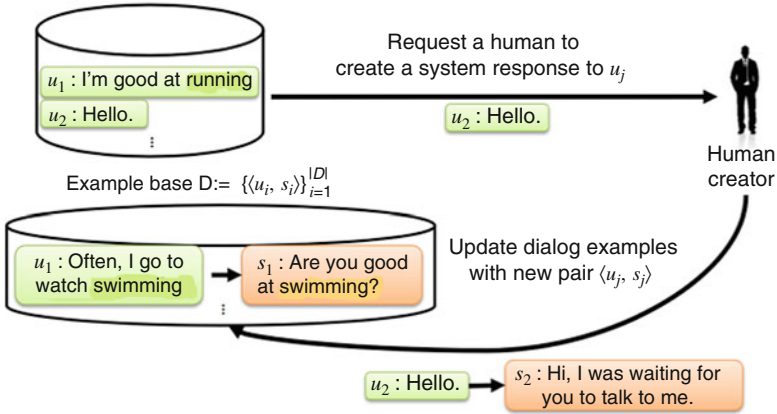 u₁ : I'm good at running
u₂ : Hello.
⋮
Request a human to
create a system response to uⱼ
u₂ : Hello.
Human
creator
Example base D:= {⟨uᵢ, sᵢ⟩}|D| i=1
u₁ : Often, I go to
watch swimming
s₁ : Are you good
at swimming?
⋮
Update dialog examples
with new pair ⟨uⱼ, sⱼ⟩
u₂ : Hello.
s₂ : Hi, I was waiting for
you to talk to me.